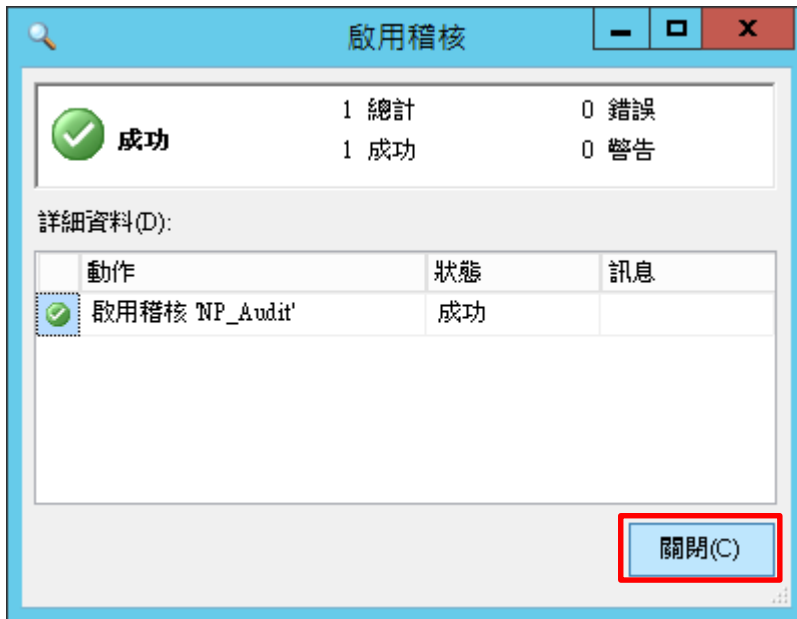 啟用稽核
成功
1 總計 0 錯誤
1 成功 0 警告
詳細資料(D):
動作 狀態 訊息
啟用稽核 'NP_Audit' 成功
關閉(C)